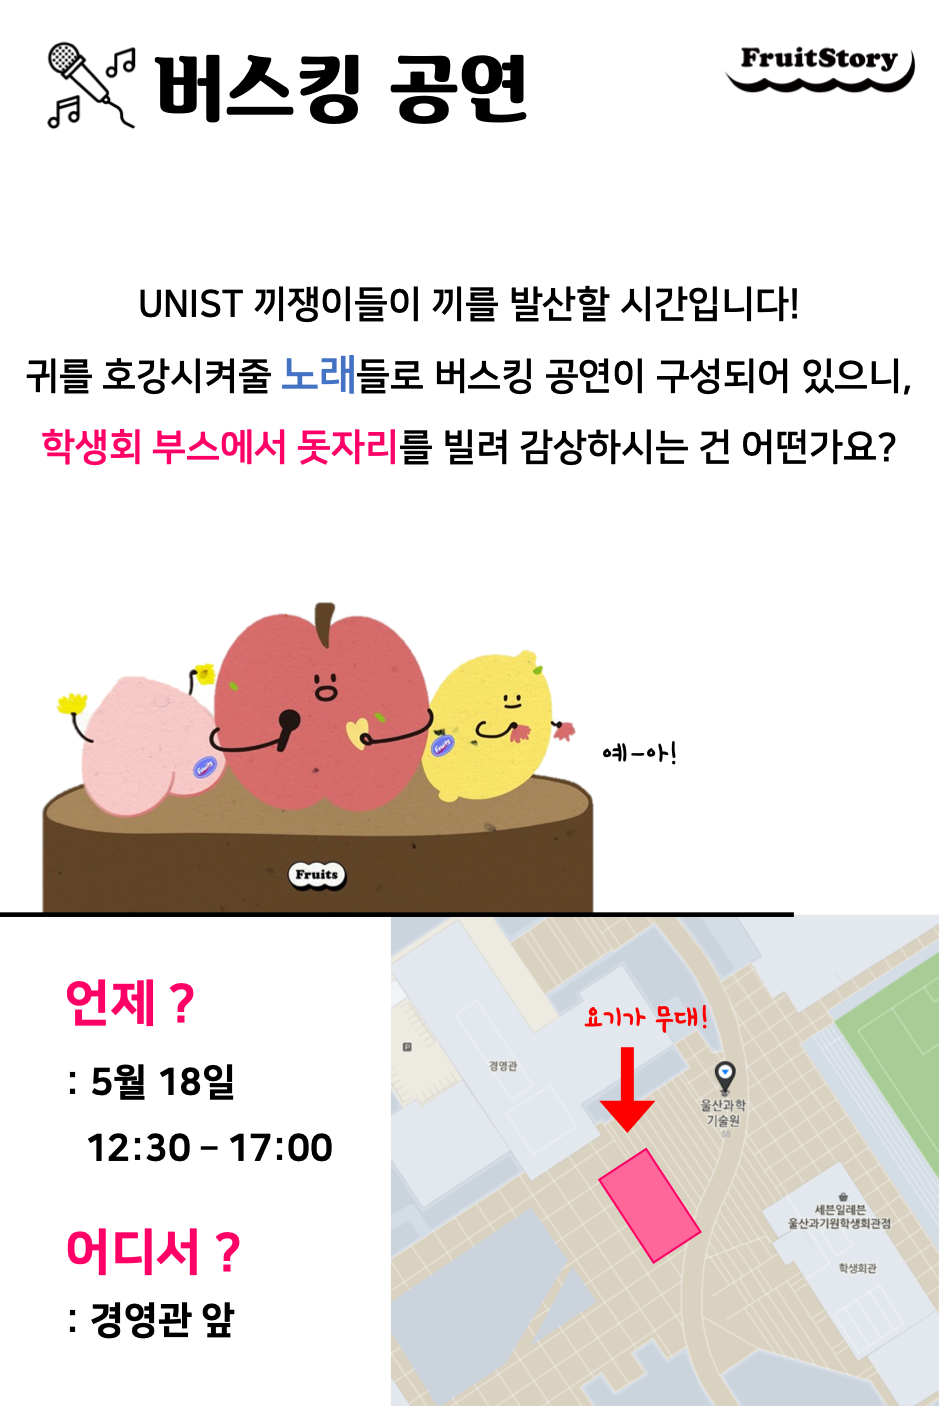 버스킹 공연
FruitStory
UNIST 끼쟁이들이 끼를 발산할 시간입니다!
귀를 호강시켜줄 노래들로 버스킹 공연이 구성되어 있으니,
학생회 부스에서 돗자리를 빌려 감상하시는 건 어떤가요?
Fruits
Fruits
예-아!
Fruits
언제 ?
: 5월 18일
12:30 – 17:00
어디서 ?
: 경영관 앞
요기가 무대!
P
경영관
울산과학
기술원
68
세븐일레븐
울산과기원학생회관점
학생회관